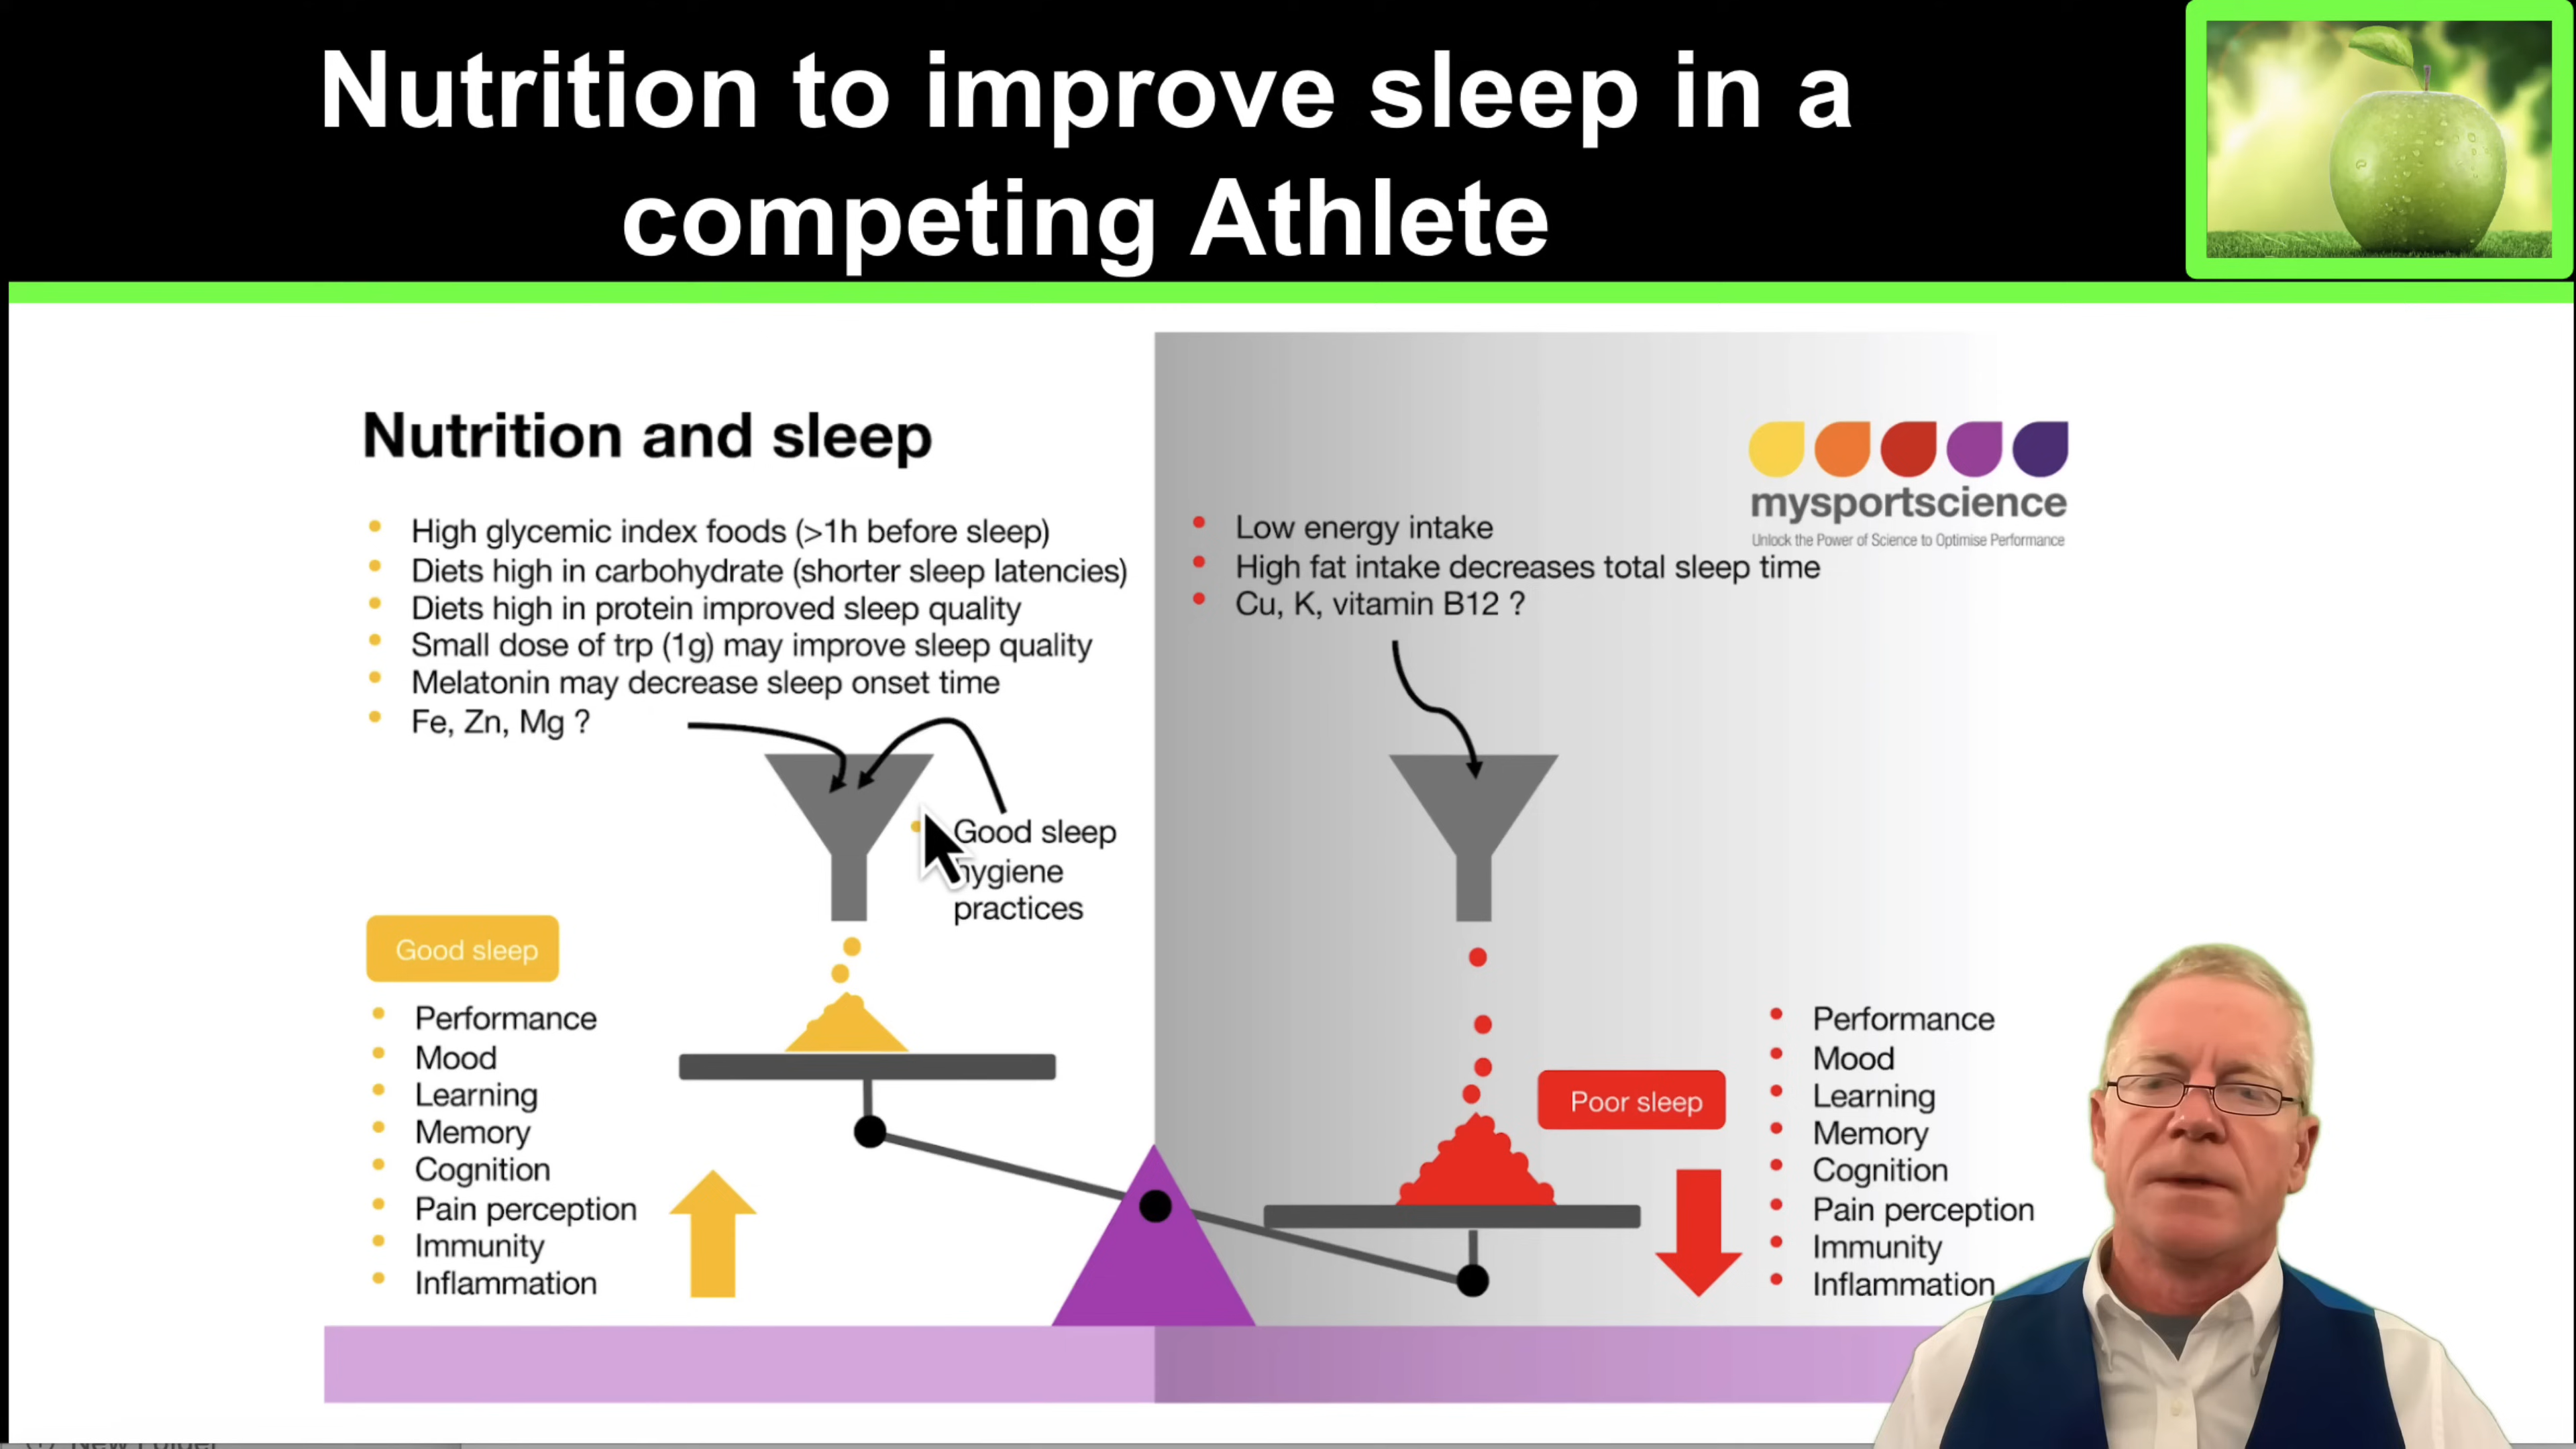 Nutrition to improve sleep in a
competing Athlete
Nutrition and sleep
High glycemic index foods (>1h before sleep)
Diets high in carbohydrate (shorter sleep latencies)
Diets high in protein improved sleep quality
Small dose of trp (1g) may improve sleep quality
Melatonin may decrease sleep onset time
Fe, Zn, Mg ?
Good sleep
hygiene
practices
Good sleep
Performance
Mood
Learning
Memory
Cognition
Pain perception
Immunity
Inflammation
mysportscience
Unlock the Power of Science to Optimise Performance
Low energy intake
High fat intake decreases total sleep time
Cu, K, vitamin B12 ?
Poor sleep
Performance
Mood
Learning
Memory
Cognition
Pain perception
Immunity
Inflammation